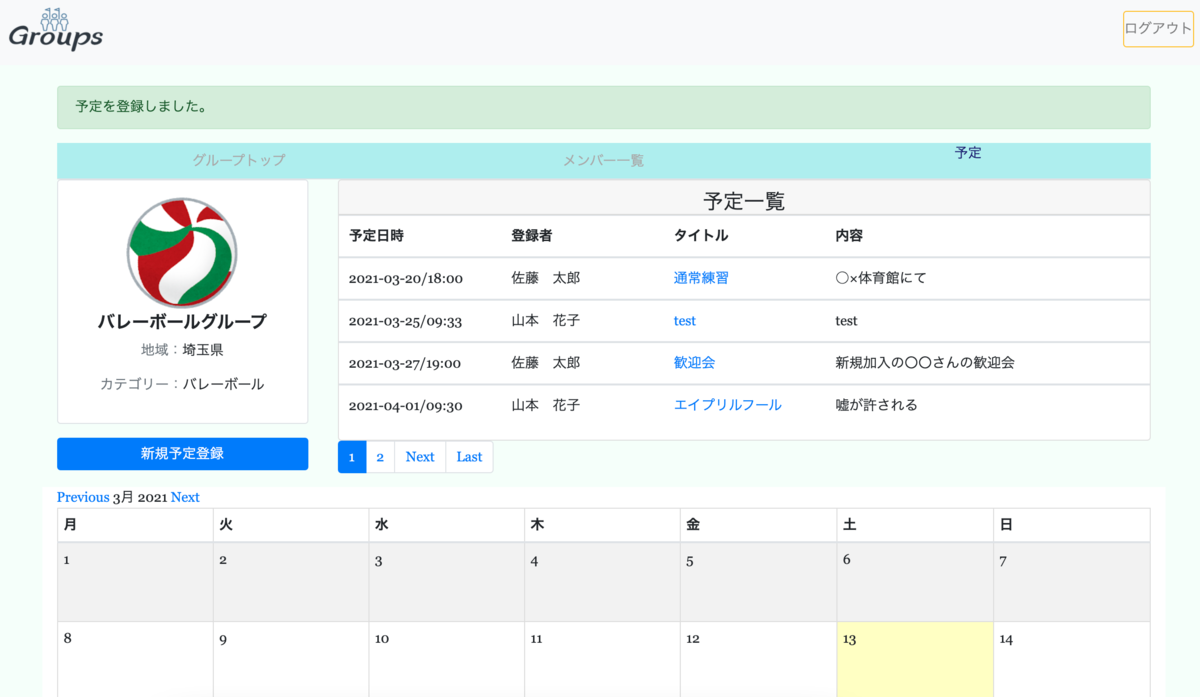 Groups
ログアウト
予定を登録しました。
グループトップ メンバー一覧 予定
バレーボールグループ
地域：埼玉県
カテゴリー：バレーボール
新規予定登録
予定一覧
予定日時 登録者 タイトル 内容
2021-03-20/18:00 佐藤　太郎 通常練習 〇×体育館にて
2021-03-25/09:33 山本　花子 test test
2021-03-27/19:00 佐藤　太郎 歓迎会 新規加入の〇〇さんの歓迎会
2021-04-01/09:30 山本　花子 エイプリルフール 嘘が許される
1 2 Next Last
Previous 3月 2021 Next
月 火 水 木 金 土 日
1 2 3 4 5 6 7
8 9 10 11 12 13 14